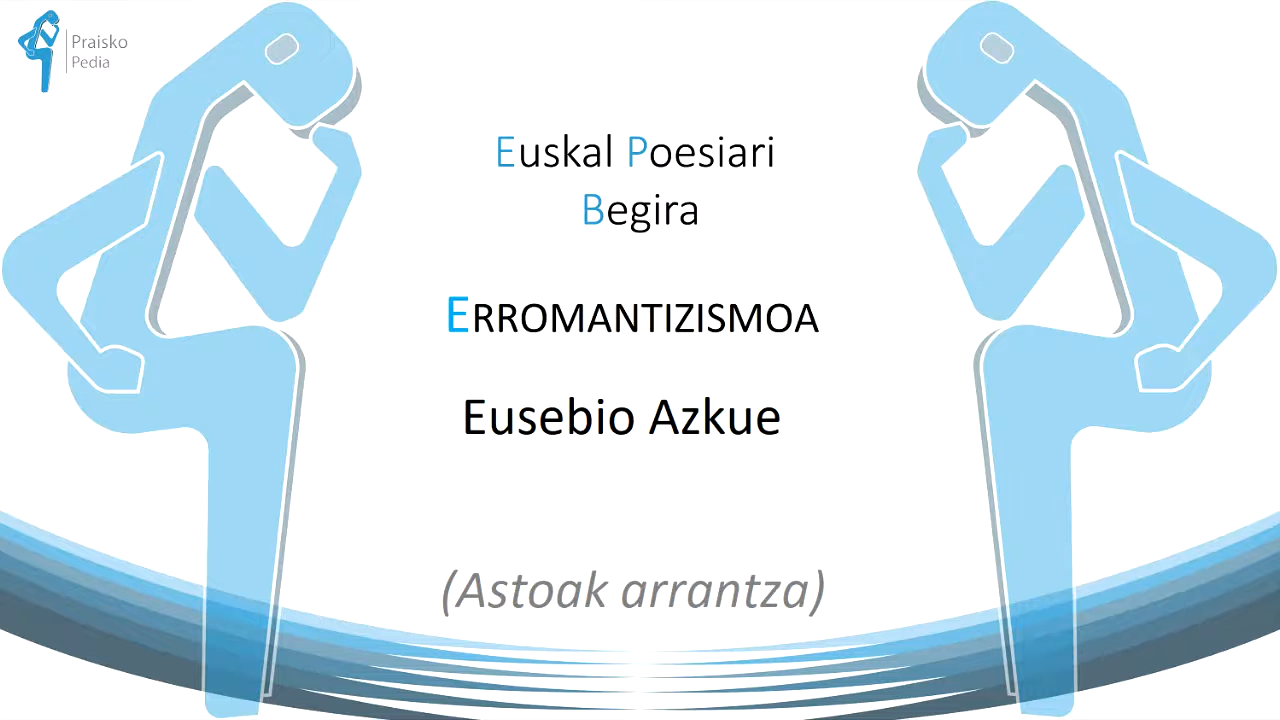 Praisko
Pedia
Euskal Poesiari
Begira
ERROMANTIZISMOA
Eusebio Azkue
(Astoak arrantza)